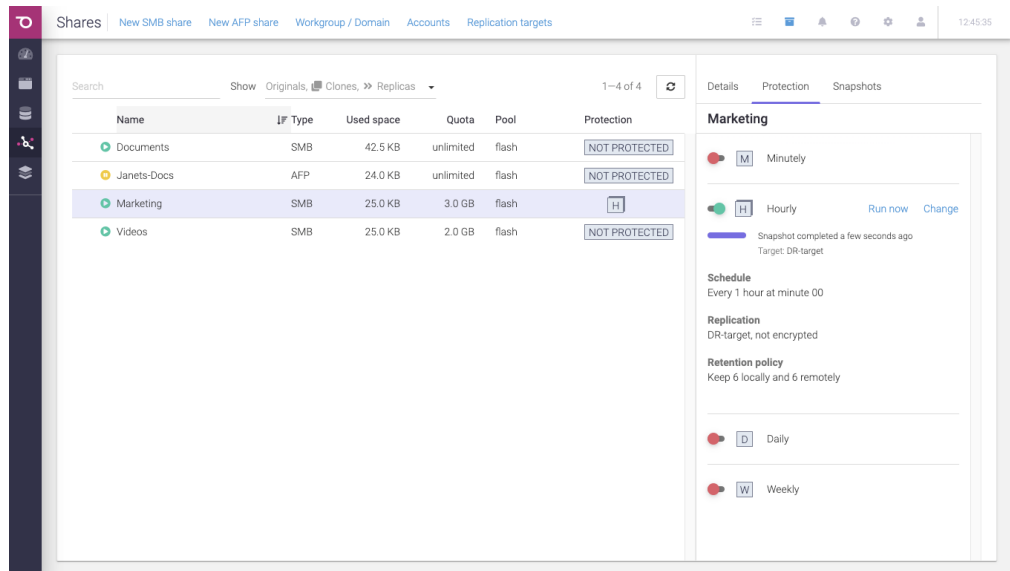 Shares New SMB share New AFP share Workgroup / Domain Accounts Replication targets 12:45:35
Search Show Originals, Clones, Replicas 1—4 of 4
Name Type Used space Quota Pool Protection
Documents SMB 42.5 KB unlimited flash NOT PROTECTED
Janets-Docs AFP 24.0 KB unlimited flash NOT PROTECTED
Marketing SMB 25.0 KB 3.0 GB flash H
Videos SMB 25.0 KB 2.0 GB flash NOT PROTECTED
Details Protection Snapshots
Marketing
M Minutely
H Hourly Run now Change
Snapshot completed a few seconds ago
Target: DR-target
Schedule
Every 1 hour at minute 00
Replication
DR-target, not encrypted
Retention policy
Keep 6 locally and 6 remotely
D Daily
W Weekly